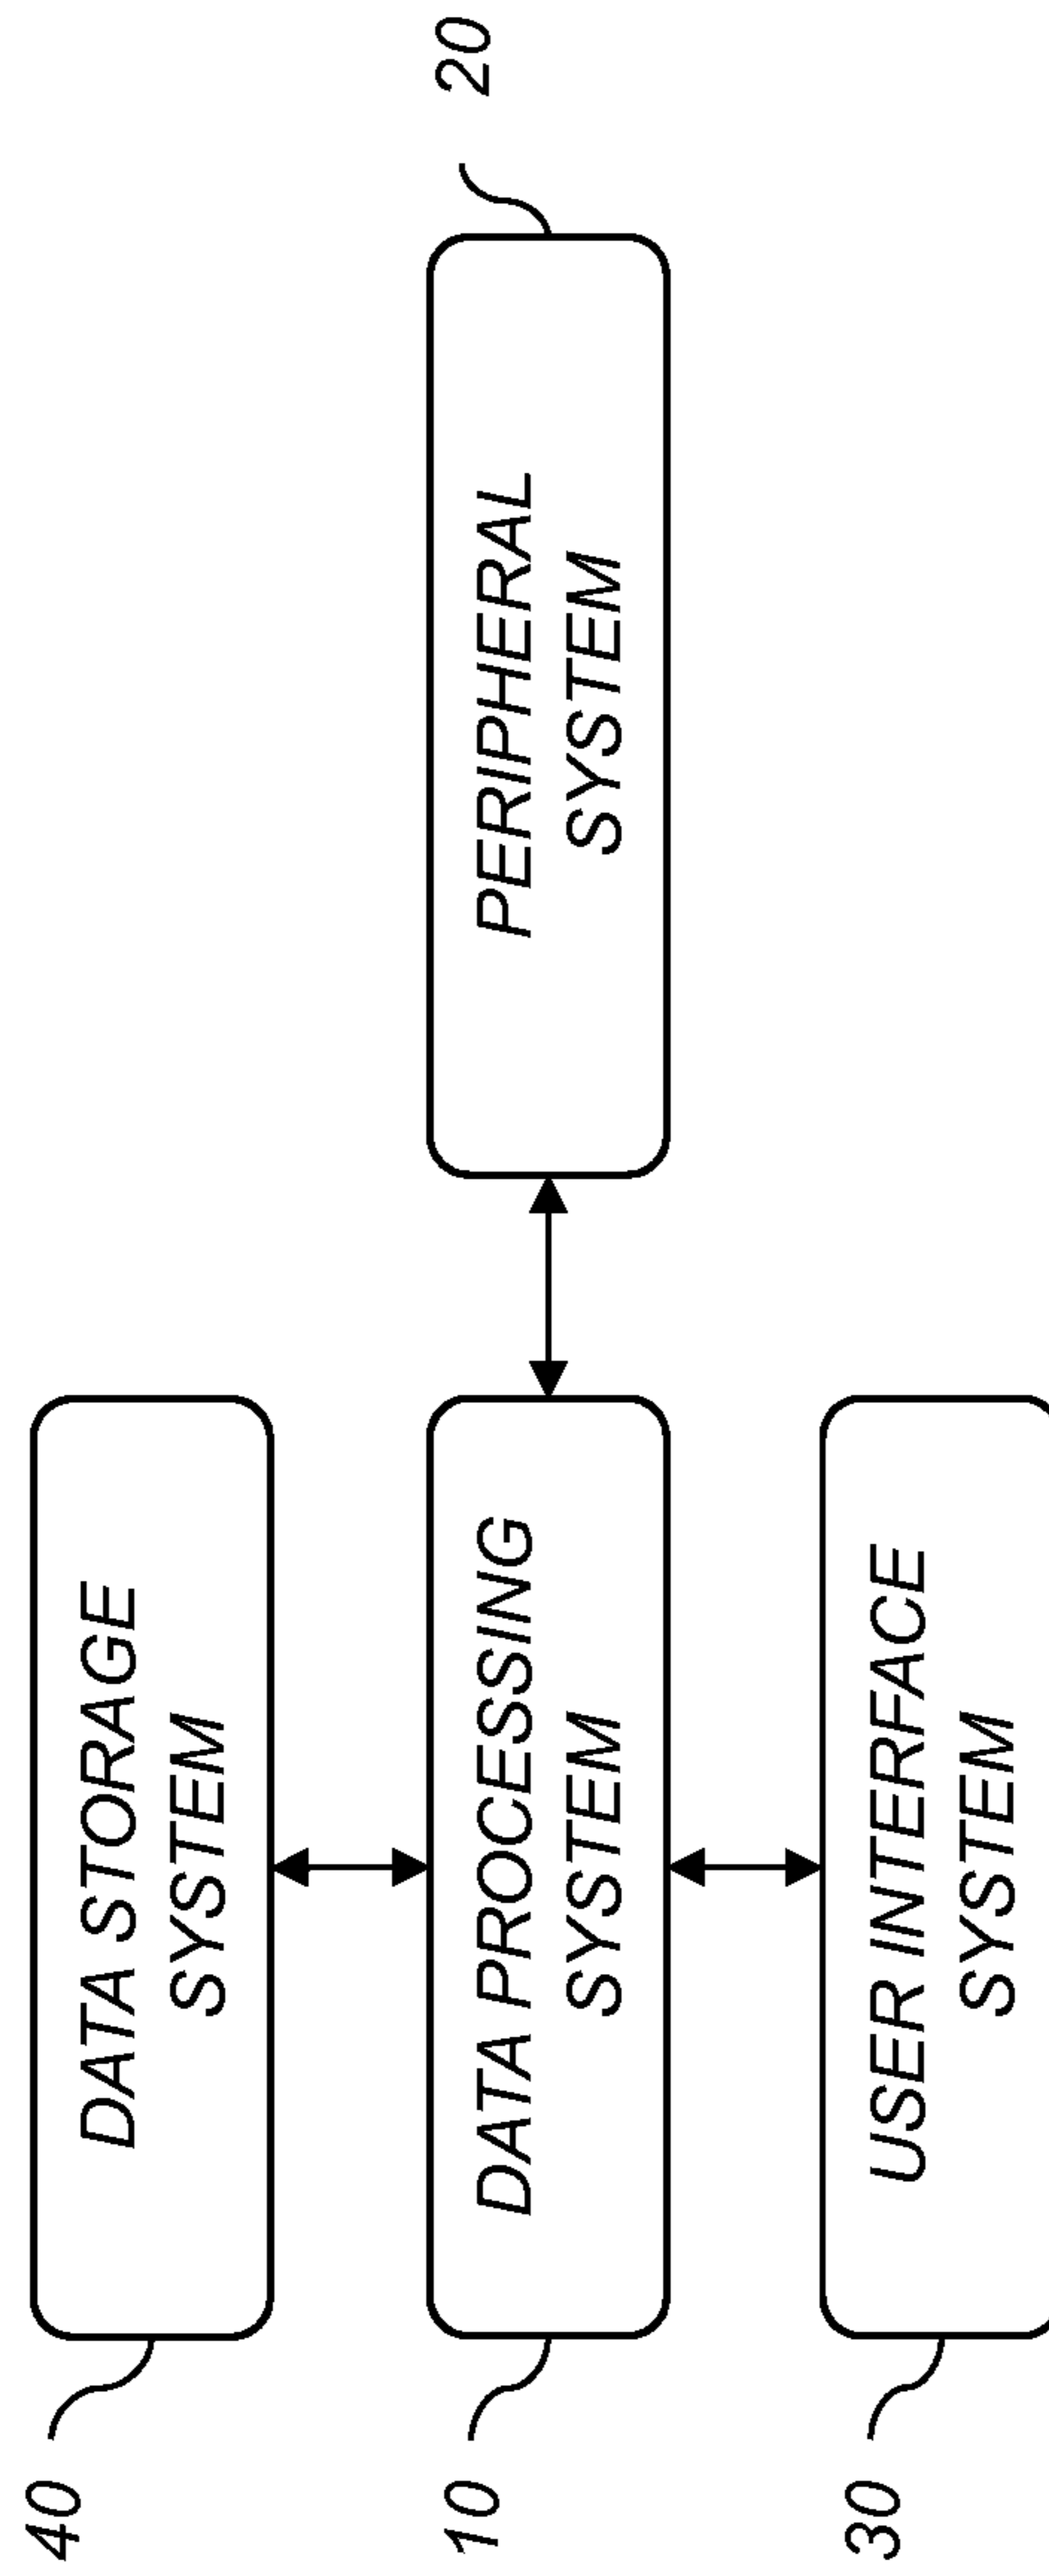 40
DATA STORAGE
SYSTEM
10
DATA PROCESSING
SYSTEM
PERIPHERAL
SYSTEM
20
30
USER INTERFACE
SYSTEM